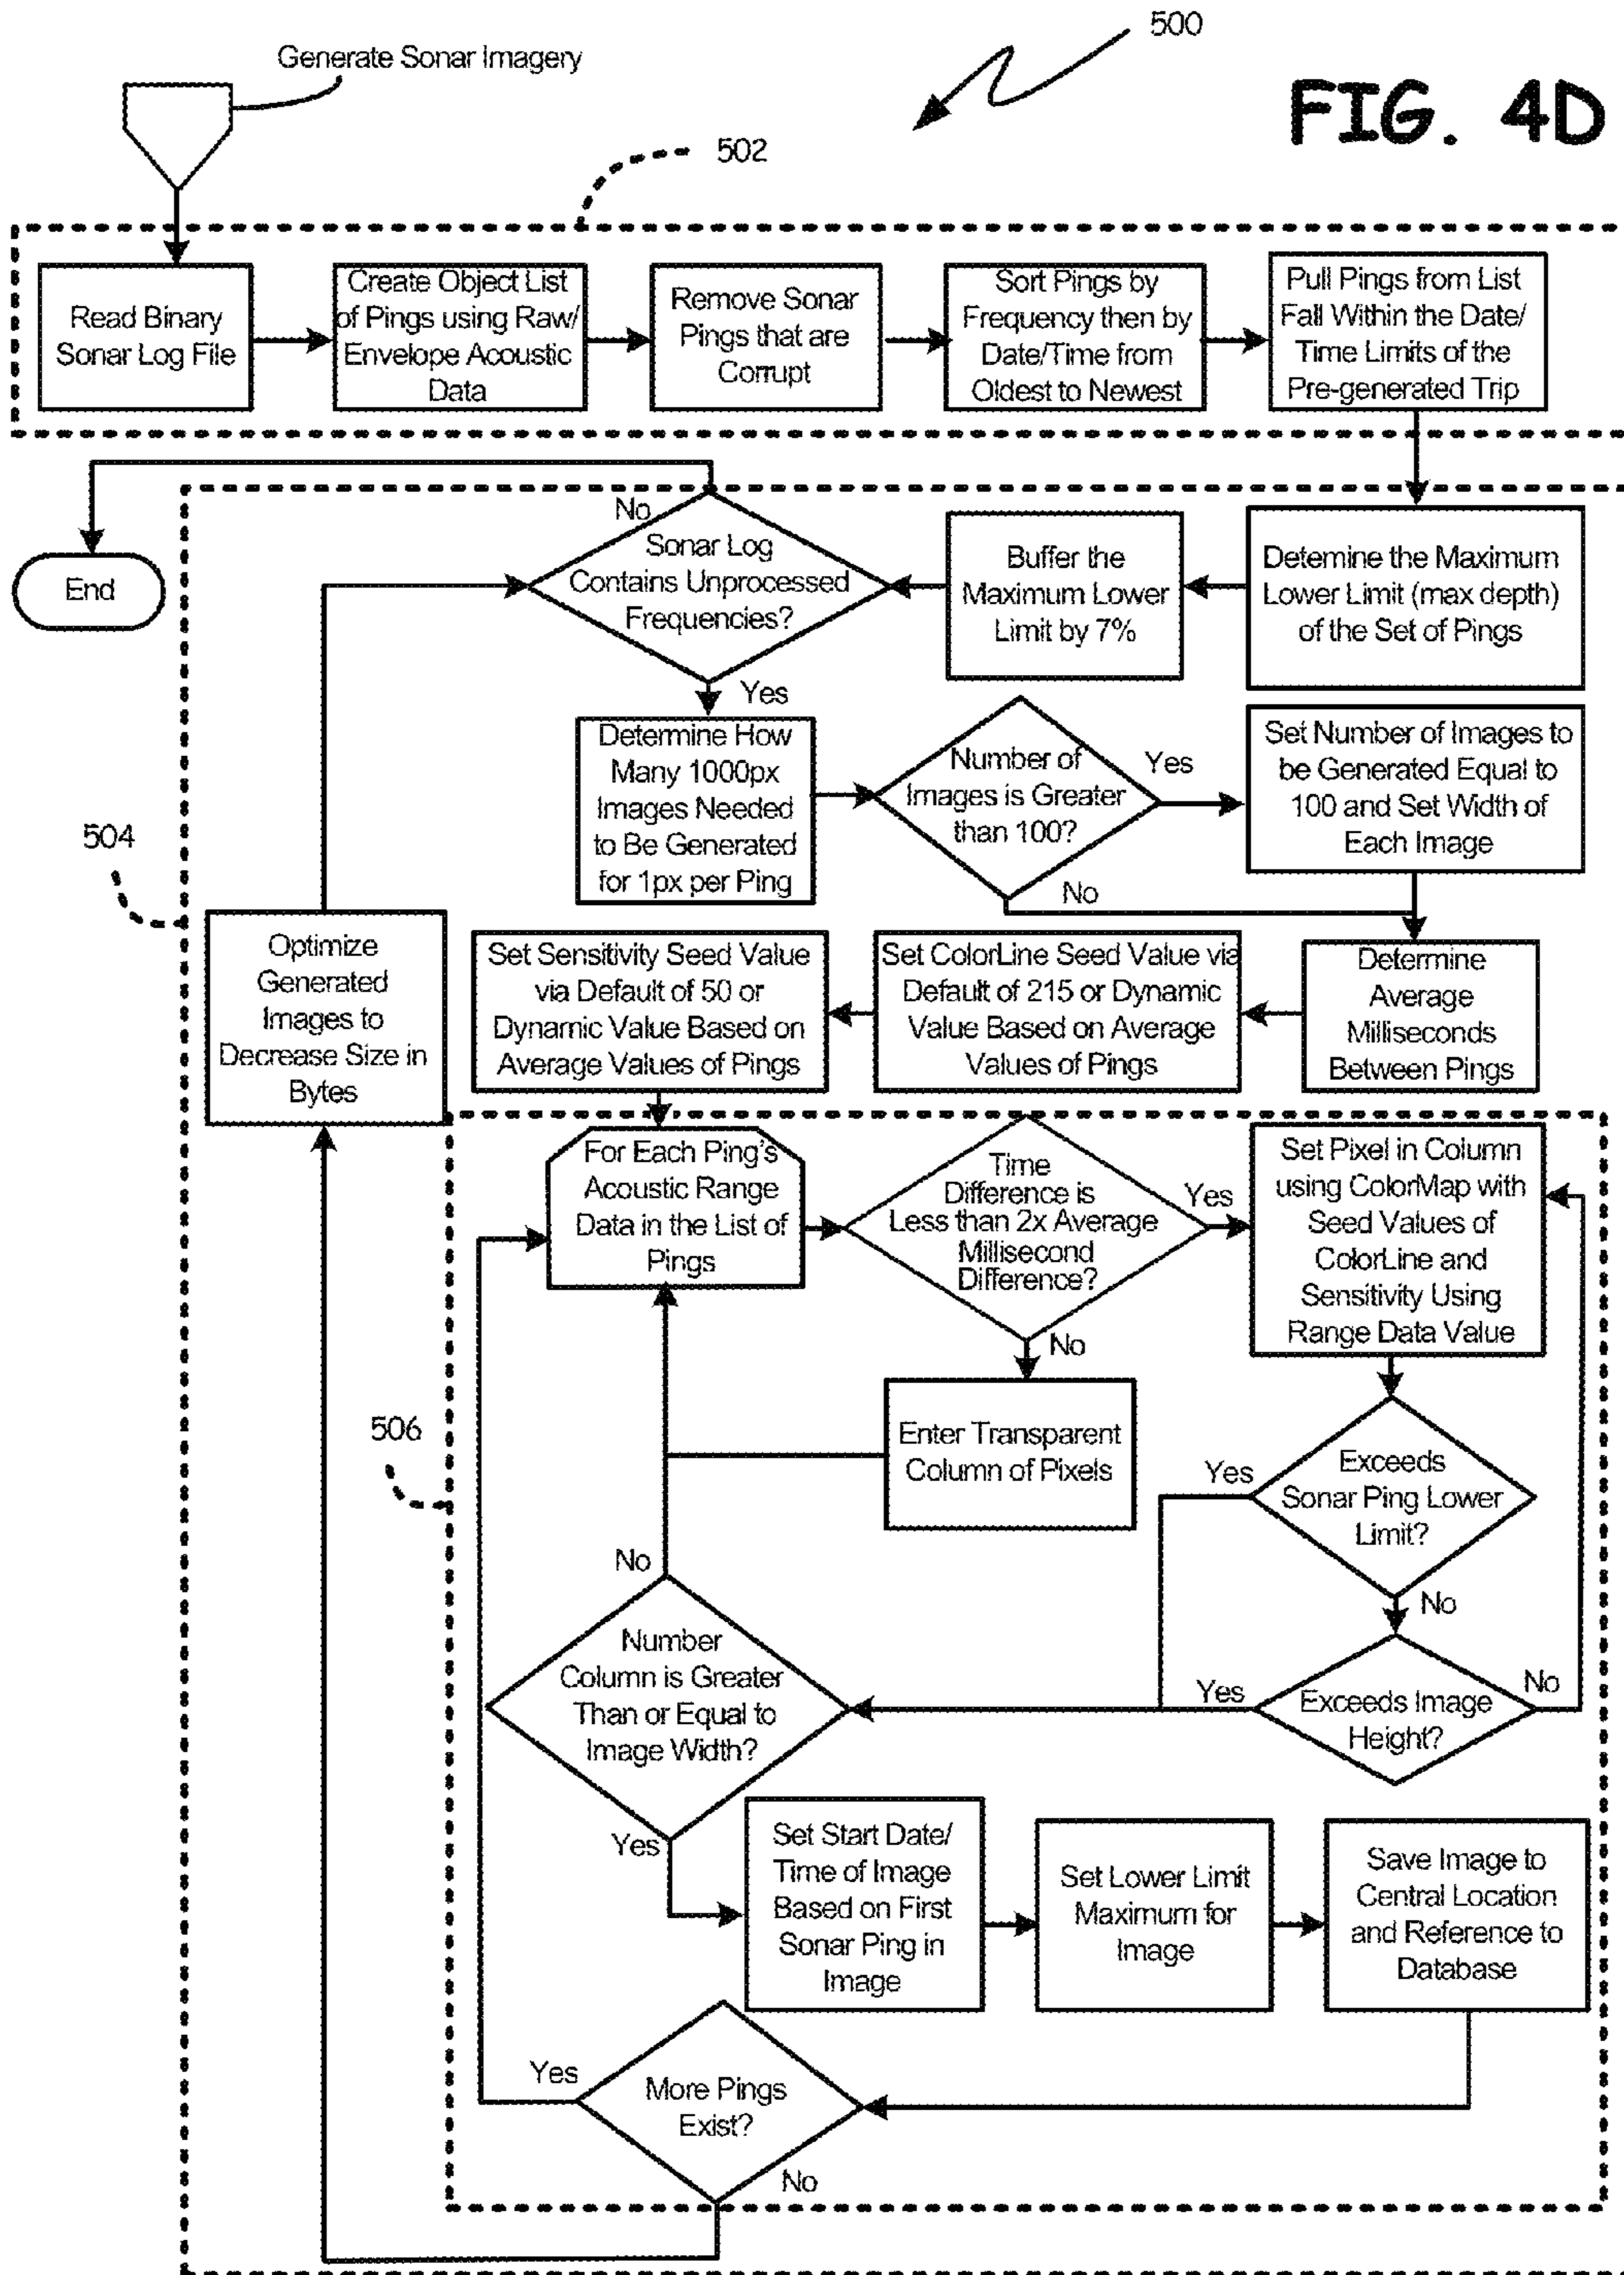 500
Generate Sonar Imagery
FIG. 4D
502
Read Binary
Sonar Log File
Create Object List
of Pings using Raw/
Envelope Acoustic
Data
Remove Sonar
Pings that are
Corrupt
Sort Pings by
Frequency then by
Date/Time from
Oldest to Newest
Pull Pings from List
Fall Within the Date/
Time Limits of the
Pre-generated Trip
No
Sonar Log
Contains Unprocessed
Frequencies?
Buffer the
Maximum Lower
Limit by 7%
Detemine the Maximum
Lower Limit (max depth)
of the Set of Pings
End
Yes
Determine How
Many 1000px
Images Needed
to Be Generated
for 1px per Ping
Number of
Images is Greater
than 100?
Yes
Set Number of Images to
be Generated Equal to
100 and Set Width of
Each Image
504
No
Optimize
Generated
Images to
Decrease Size in
Bytes
Set Sensitivity Seed Value
via Default of 50 or
Dynamic Value Based on
Average Values of Pings
Set ColorLine Seed Value via
Default of 215 or Dynamic
Value Based on Average
Values of Pings
Determine
Average
Milliseconds
Between Pings
For Each Ping's
Acoustic Range
Data in the List of
Pings
Time
Difference is
Less than 2x Average
Millisecond
Difference?
Yes
Set Pixel in Column
using ColorMap with
Seed Values of
ColorLine and
Sensitivity Using
Range Data Value
No
506
Enter Transparent
Column of Pixels
Yes
Exceeds
Sonar Ping Lower
Limit?
No
No
Number
Column is Greater
Than or Equal to
Image Width?
Yes
Exceeds Image
Height?
No
Yes
Set Start Date/
Time of Image
Based on First
Sonar Ping in
Image
Set Lower Limit
Maximum for
Image
Save Image to
Central Location
and Reference to
Database
Yes
More Pings
Exist?
No